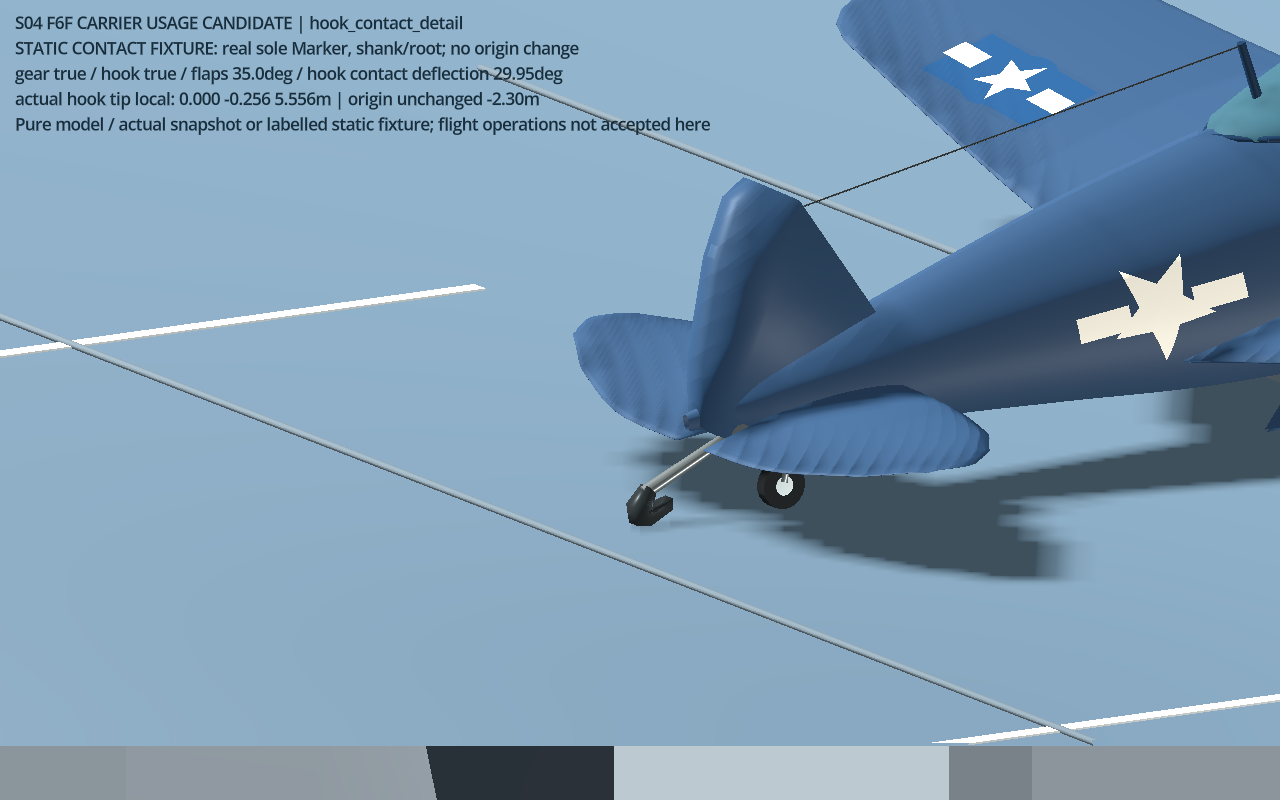 S04 F6F CARRIER USAGE CANDIDATE | hook_contact_detail
STATIC CONTACT FIXTURE: real sole Marker, shank/root; no origin change
gear true / hook true / flaps 35.0deg / hook contact deflection 29.95deg
actual hook tip local: 0.000 -0.256 5.556m | origin unchanged -2.30m
Pure model / actual snapshot or labelled static fixture; flight operations not accepted here